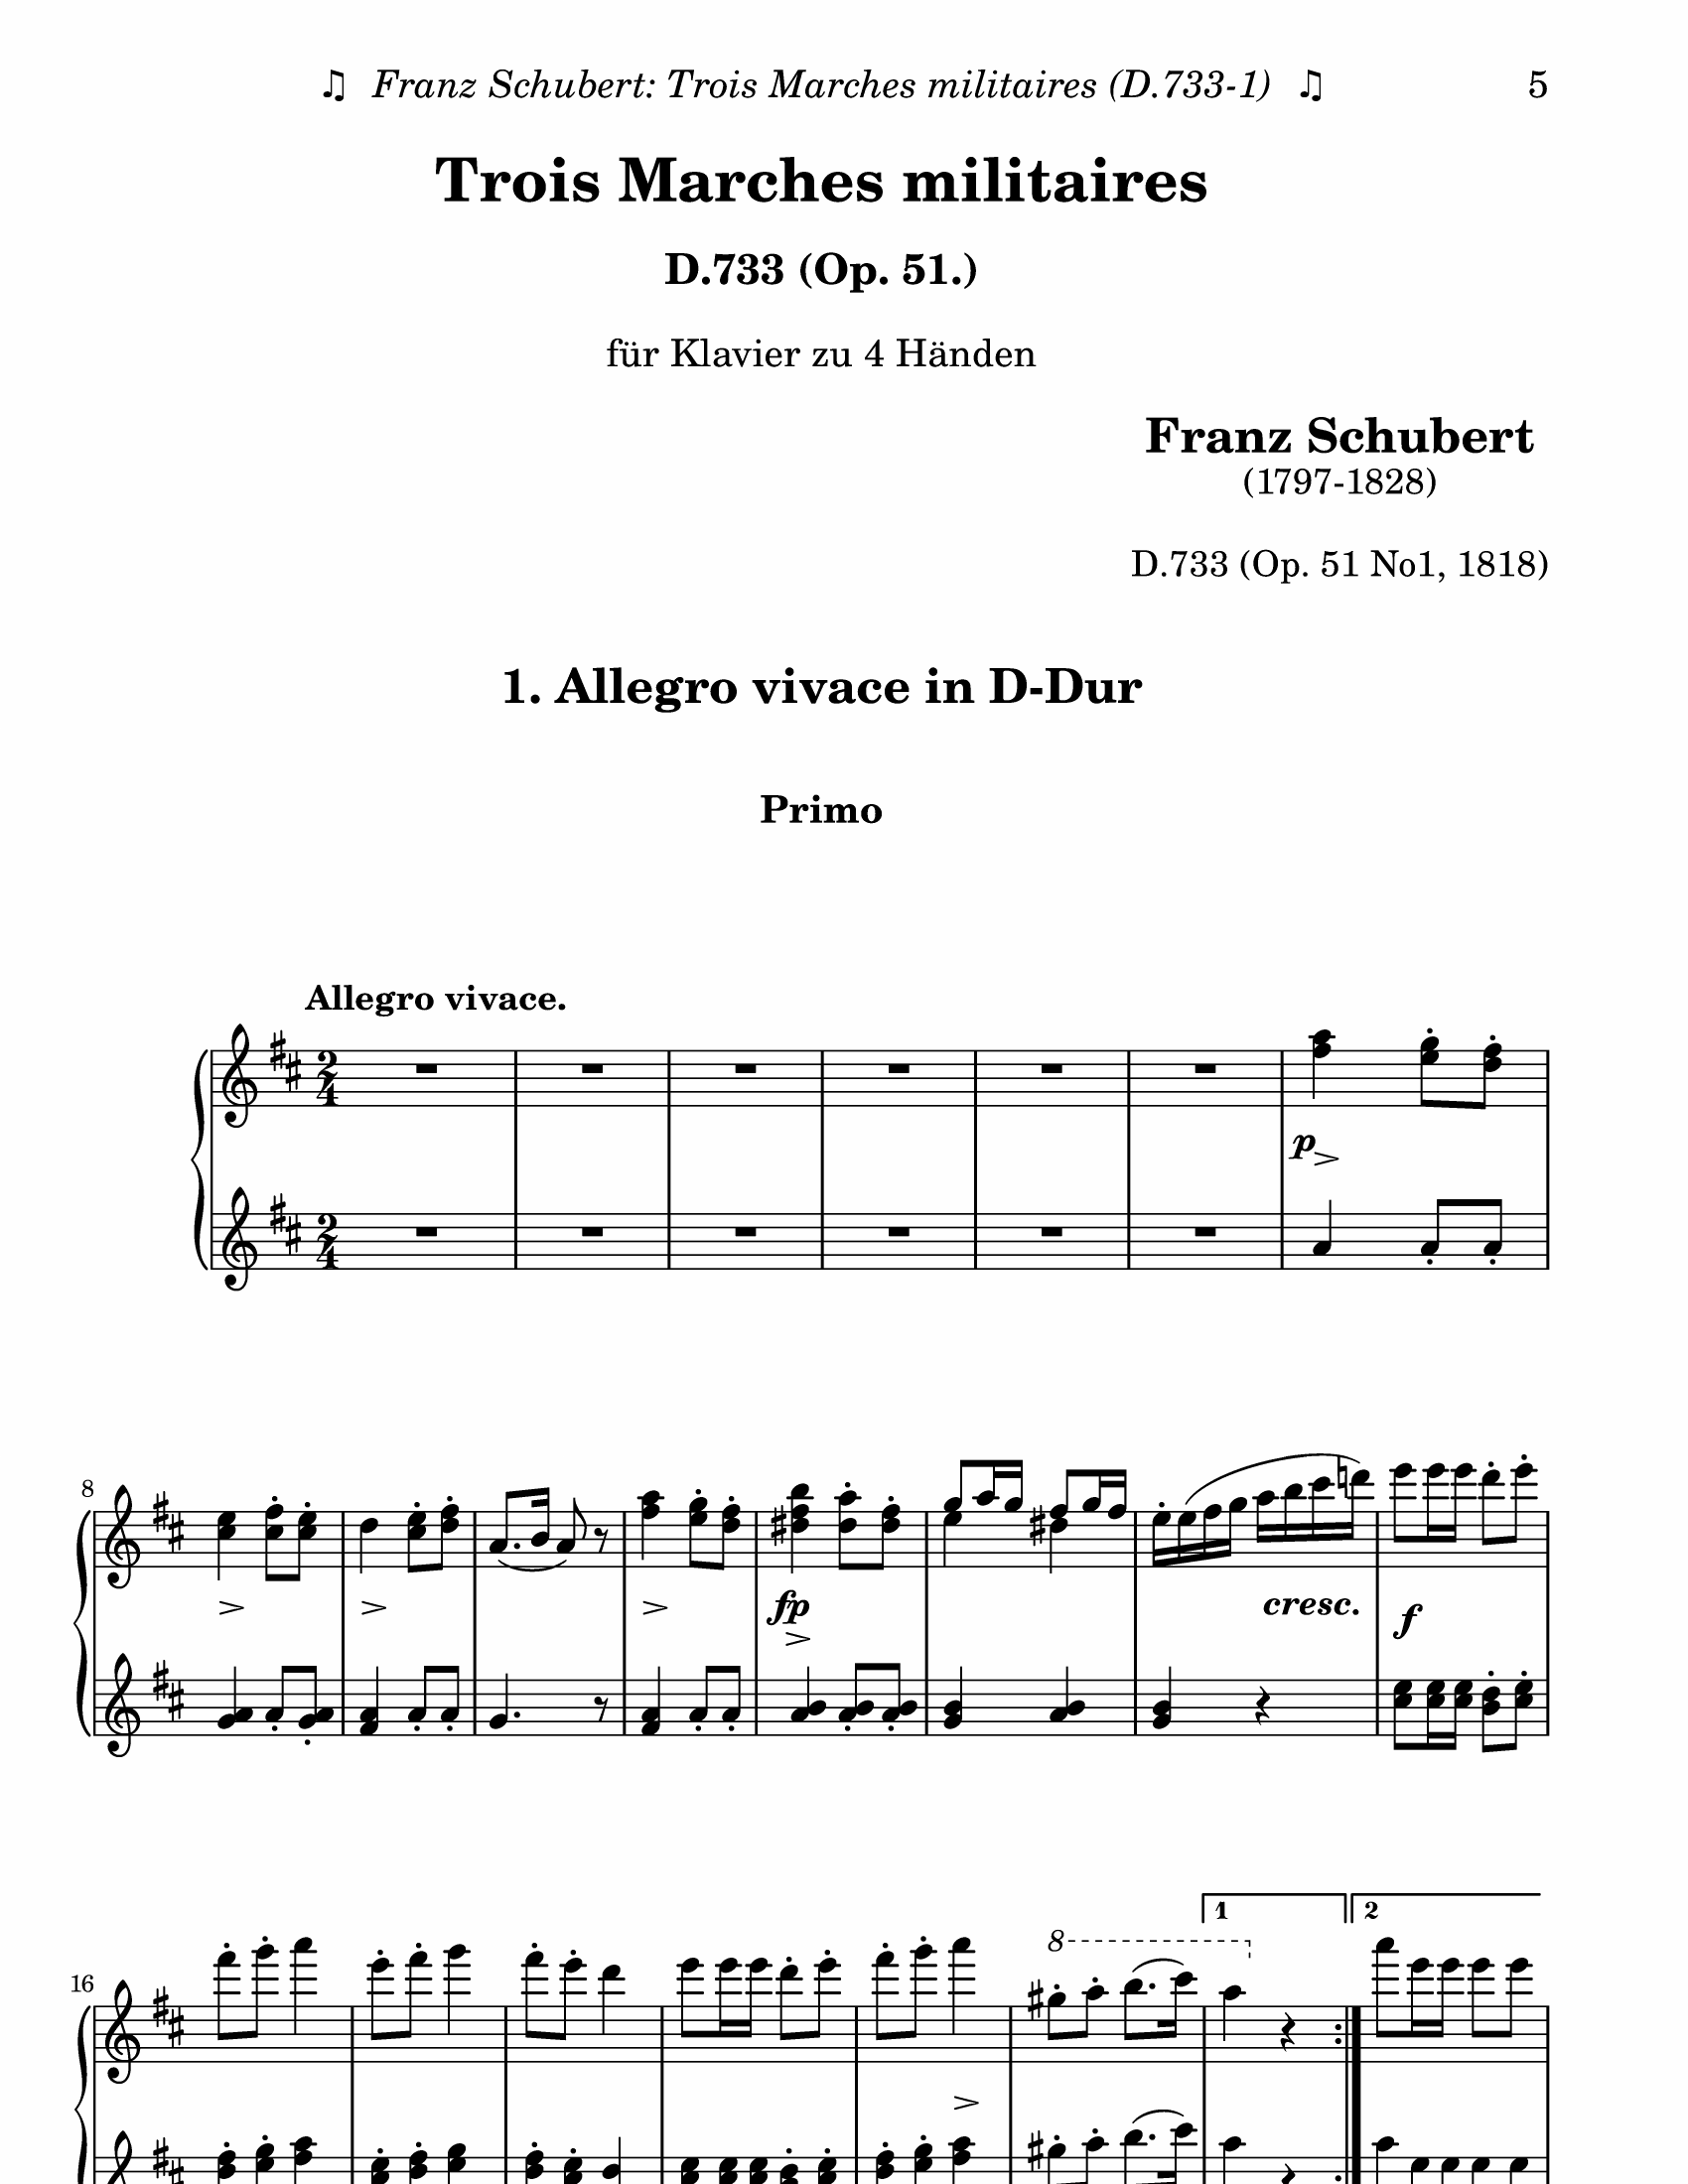 ♫ Franz Schubert: Trois Marches militaires (D.733-1) ♫ 5
Trois Marches militaires
D.733 (Op. 51.)
für Klavier zu 4 Händen
Franz Schubert
(1797-1828)
D.733 (Op. 51 No1, 1818)
1. Allegro vivace in D-Dur
Primo
Allegro vivace.
2 4
p
2 4
8
fp cresc. f
16
8 1 2